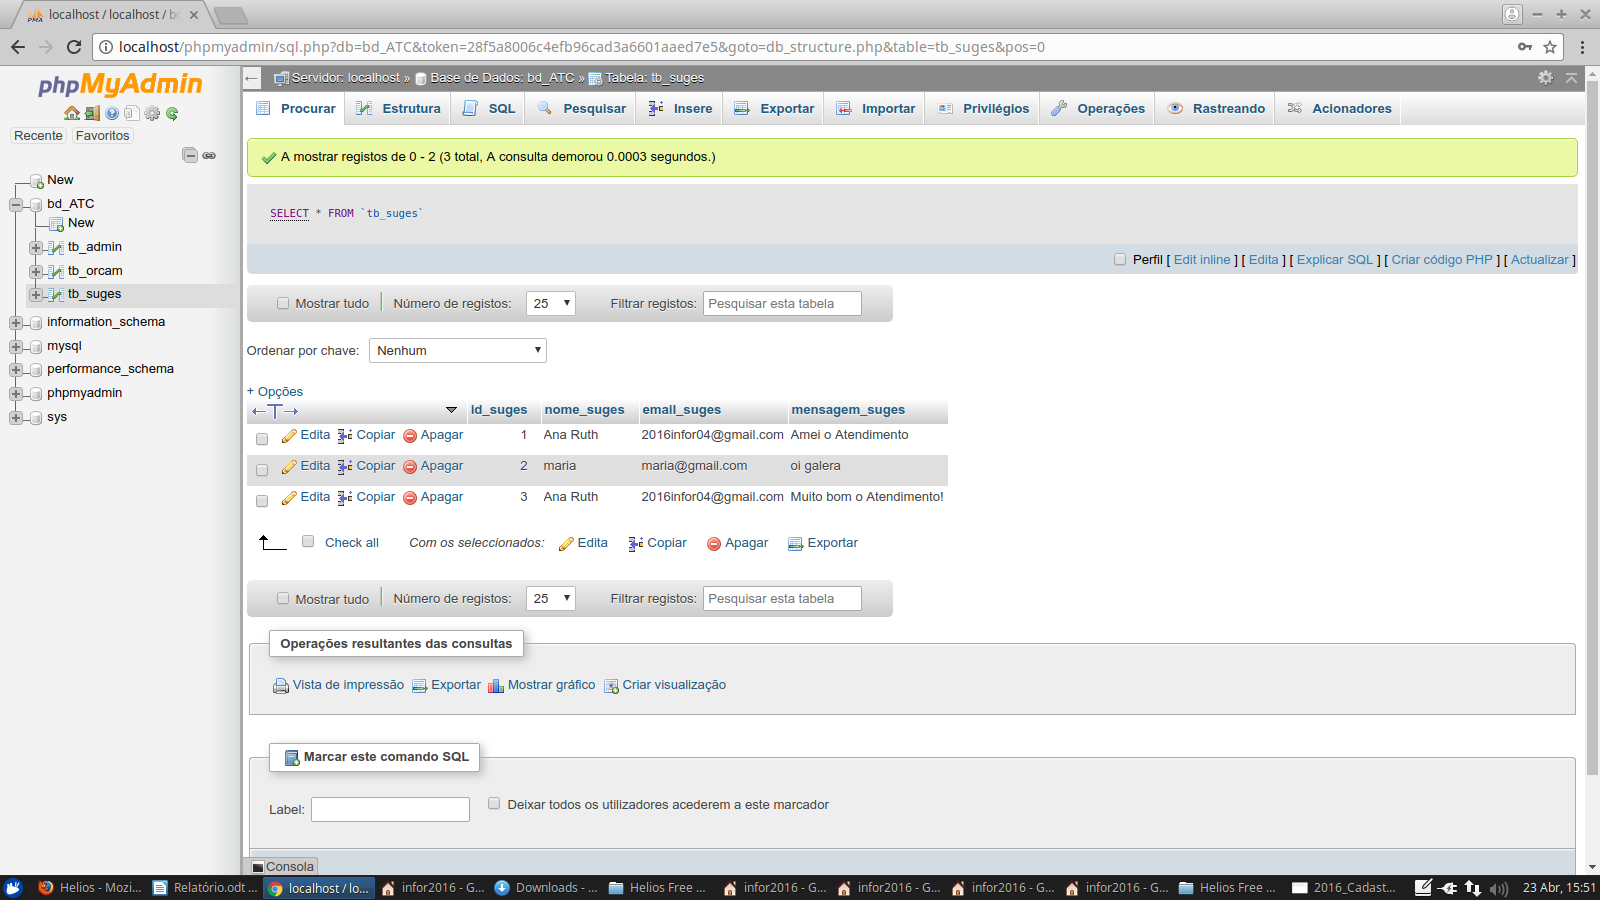 localhost / localhost / bd
localhost/phpmyadmin/sql.php?db=bd_ATC&token=28f5a8006c4efb96cad3a6601aaed7e5&goto=db_structure.php&table=tb_suges&pos=0
phpMyAdmin
Recente Favoritos
New
bd_ATC
New
tb_admin
tb_orcam
tb_suges
information_schema
mysql
performance_schema
phpmyadmin
sys
Servidor: localhost » Base de Dados: bd_ATC » Tabela: tb_suges
Procurar Estrutura SQL Pesquisar Insere Exportar Importar Privilégios Operações Rastreando Acionadores
A mostrar registos de 0 - 2 (3 total, A consulta demorou 0.0003 segundos.)
SELECT * FROM `tb_suges`
Perfil [ Edit inline ] [ Edita ] [ Explicar SQL ] [ Criar código PHP ] [ Actualizar ]
Mostrar tudo Número de registos: 25 Filtrar registos: Pesquisar esta tabela
Ordenar por chave: Nenhum
+ Opções
id_suges nome_suges email_suges mensagem_suges
Edita Copiar Apagar 1 Ana Ruth 2016infor04@gmail.com Amei o Atendimento
Edita Copiar Apagar 2 maria maria@gmail.com oi galera
Edita Copiar Apagar 3 Ana Ruth 2016infor04@gmail.com Muito bom o Atendimento!
Check all Com os seleccionados: Edita Copiar Apagar Exportar
Mostrar tudo Número de registos: 25 Filtrar registos: Pesquisar esta tabela
Operações resultantes das consultas
Vista de impressão Exportar Mostrar gráfico Criar visualização
Marcar este comando SQL
Label: Deixar todos os utilizadores acederem a este marcador
Consola
Helios - Mozi... Relatório.odt ... localhost / lo... infor2016 - G... Downloads - ... Helios Free ... infor2016 - G... infor2016 - G... infor2016 - G... infor2016 - G... Helios Free ... 2016_Cadast... 23 Abr, 15:51